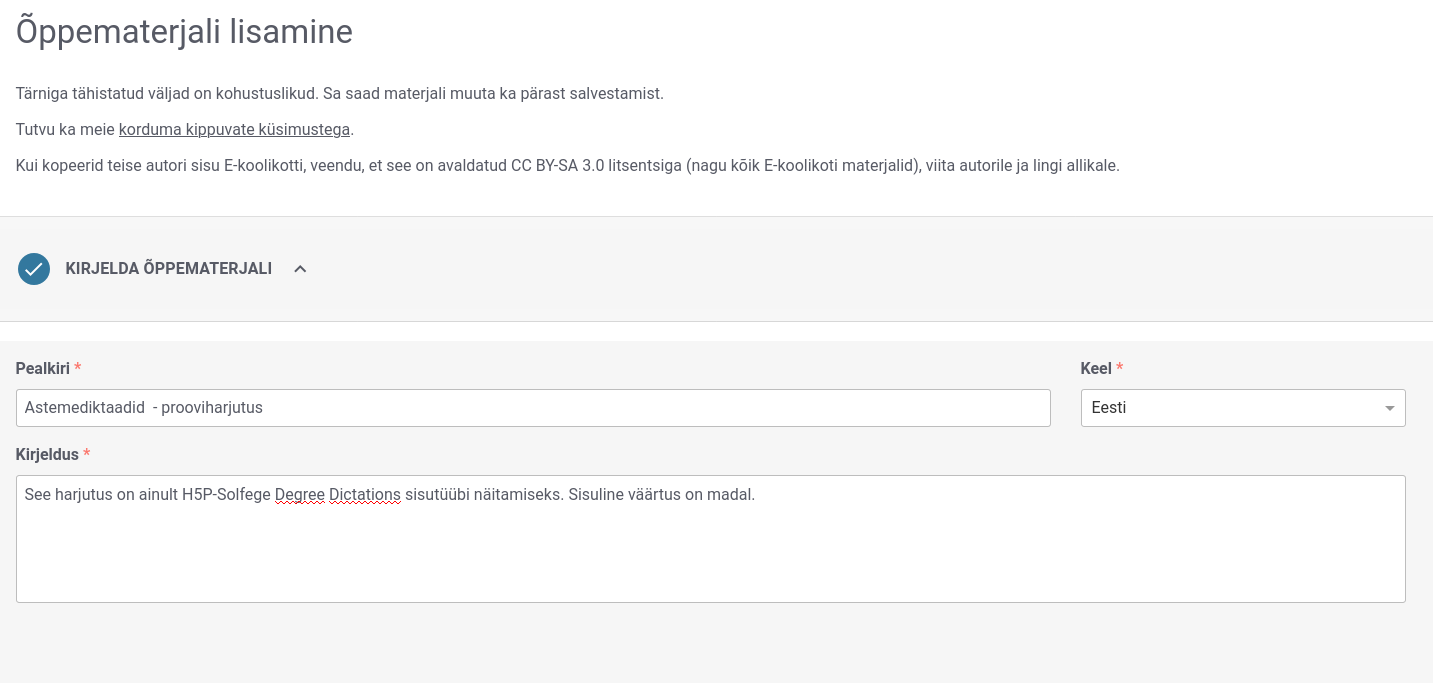 Õppematerjali lisamine
Tärniga tähistatud väljad on kohustuslikud. Sa saad materjali muuta ka pärast salvestamist.
Tutvu ka meie korduma kippuvate küsimustega.
Kui kopeerid teise autori sisu E-koolikotti, veendu, et see on avaldatud CC BY-SA 3.0 litsentsiga (nagu kõik E-koolikoti materjalid), viita autorile ja lingi allikale.
KIRJELDA ÕPPEMATERJALI
Pealkiri *
Keel *
Astemediktaadid  - prooviharjutus
Eesti
Kirjeldus *
See harjutus on ainult H5P-Solfege Degree Dictations sisutüübi näitamiseks. Sisuline väärtus on madal.